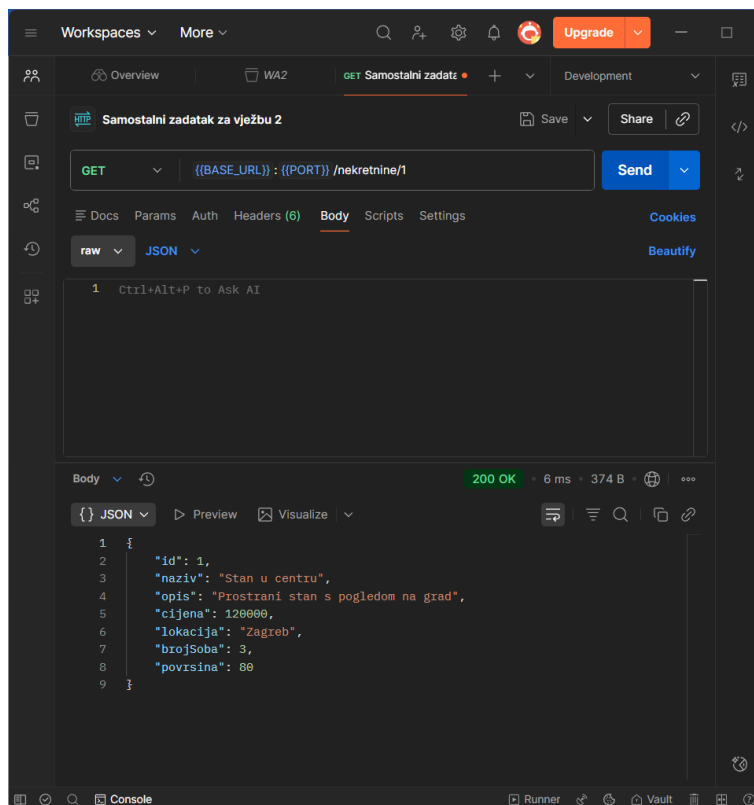 Workspaces More Upgrade
Overview WA2 GET Samostalni zadatak Development
HTTP Samostalni zadatak za vježbu 2 Save Share
GET {{BASE_URL}} : {{PORT}} /nekretnine/1 Send
Docs Params Auth Headers (6) Body Scripts Settings Cookies
raw JSON Beautify
1 Ctrl+Alt+P to Ask AI
Body 200 OK 6 ms 374 B
{} JSON Preview Visualize
1 {
2 "id": 1,
3 "naziv": "Stan u centru",
4 "opis": "Prostrani stan s pogledom na grad",
5 "cijena": 120000,
6 "lokacija": "Zagreb",
7 "brojSoba": 3,
8 "povrsina": 80
9 }
Console Runner Vault